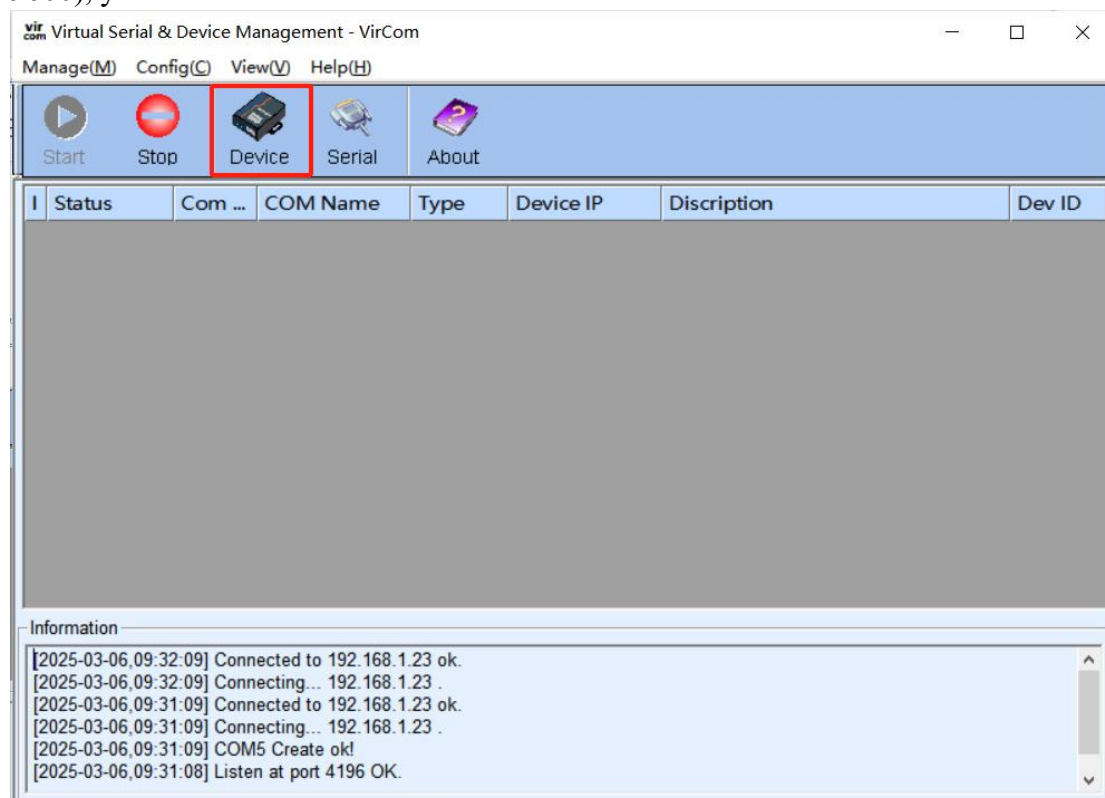 vir com Virtual Serial & Device Management - VirCom
Manage(M) Config(C) View(V) Help(H)
Start Stop Device Serial About
I Status Com ... COM Name Type Device IP Discription Dev ID
Information
[2025-03-06,09:32:09] Connected to 192.168.1.23 ok.
[2025-03-06,09:32:09] Connecting... 192.168.1.23 .
[2025-03-06,09:31:09] Connected to 192.168.1.23 ok.
[2025-03-06,09:31:09] Connecting... 192.168.1.23 .
[2025-03-06,09:31:09] COM5 Create ok!
[2025-03-06,09:31:08] Listen at port 4196 OK.